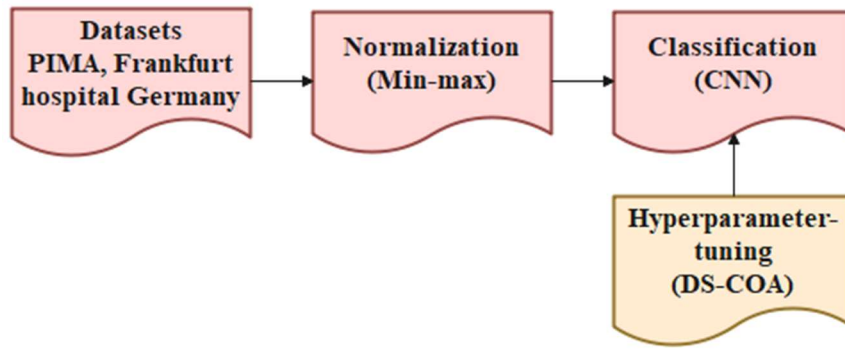 Datasets
PIMA, Frankfurt
hospital Germany
Normalization
(Min-max)
Classification
(CNN)
Hyperparameter-
tuning
(DS-COA)